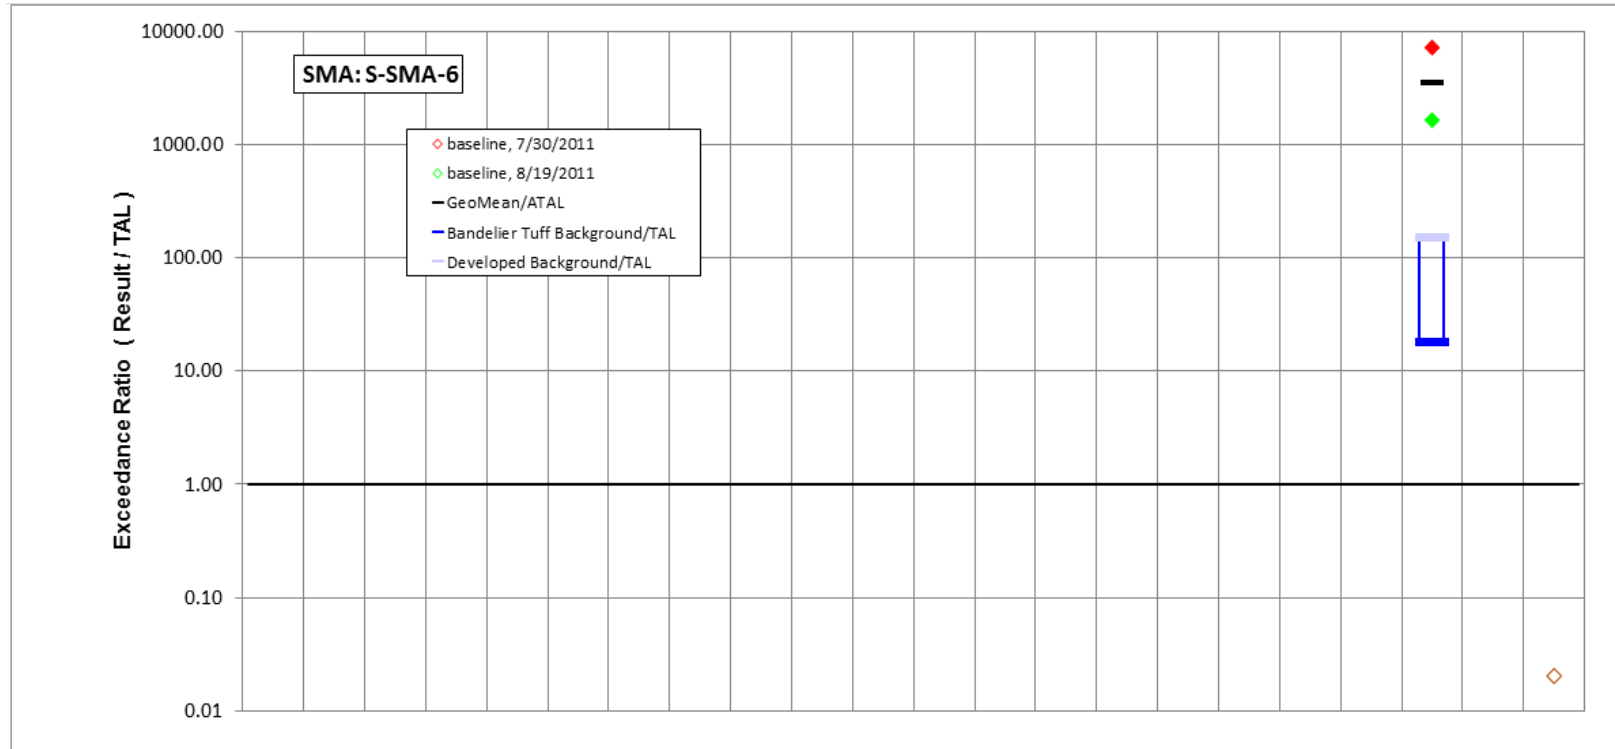 10000.00
SMA: S-SMA-6
1000.00
baseline, 7/30/2011
baseline, 8/19/2011
GeoMean/ATAL
Bandelier Tuff Background/TAL
Developed Background/TAL
100.00
10.00
1.00
0.10
0.01
Exceedance Ratio ( Result / TAL )